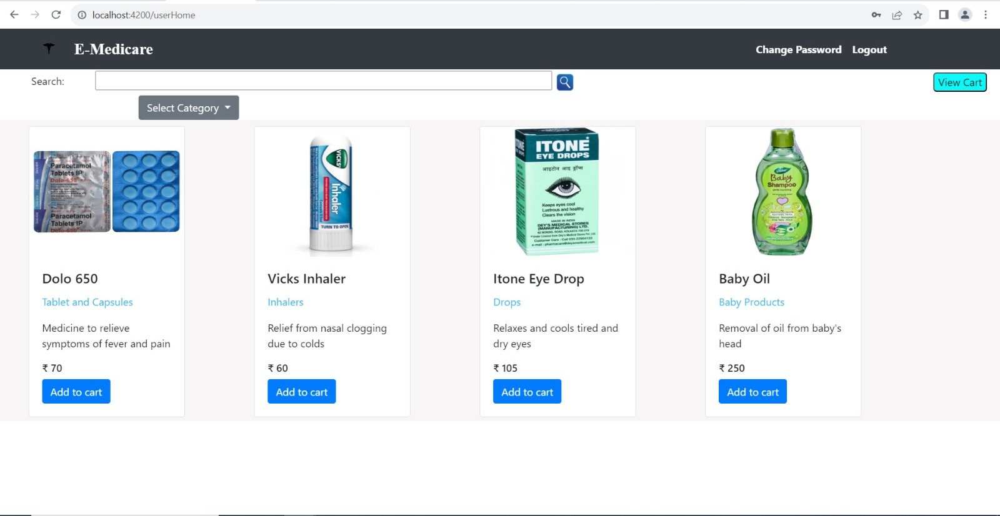 localhost:4200/userHome
E-Medicare
Change Password
Logout
Search:
View Cart
Select Category
Paracetamol
Tablets IP
Dolo-650
Paracetamol
Tablets IP
Dolo-650
VICKS
Inhaler
TURN TO OPEN
ITONE
EYE DROPS
आइटोन आइ ड्रॉप्स
Keeps eyes cool
Lustrous and healthy
Clears the vision
MADE IN INDIA
DEY'S MEDICAL STORES
(MANUFACTURING) LTD.
Dabur
Baby
Shampoo
Dolo 650
Tablet and Capsules
Medicine to relieve
symptoms of fever and pain
₹ 70
Add to cart
Vicks Inhaler
Inhalers
Relief from nasal clogging
due to colds
₹ 60
Add to cart
Itone Eye Drop
Drops
Relaxes and cools tired and
dry eyes
₹ 105
Add to cart
Baby Oil
Baby Products
Removal of oil from baby's
head
₹ 250
Add to cart